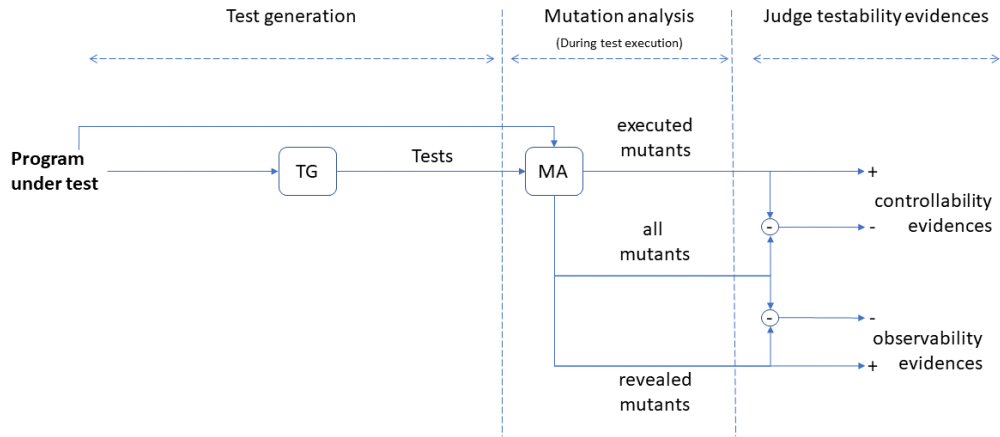 Test generation
Mutation analysis
(During test execution)
Judge testability evidences
Program
under test
TG
Tests
MA
executed
mutants
+
controllability
evidences
-
-
all
mutants
-
-
observability
evidences
+
revealed
mutants